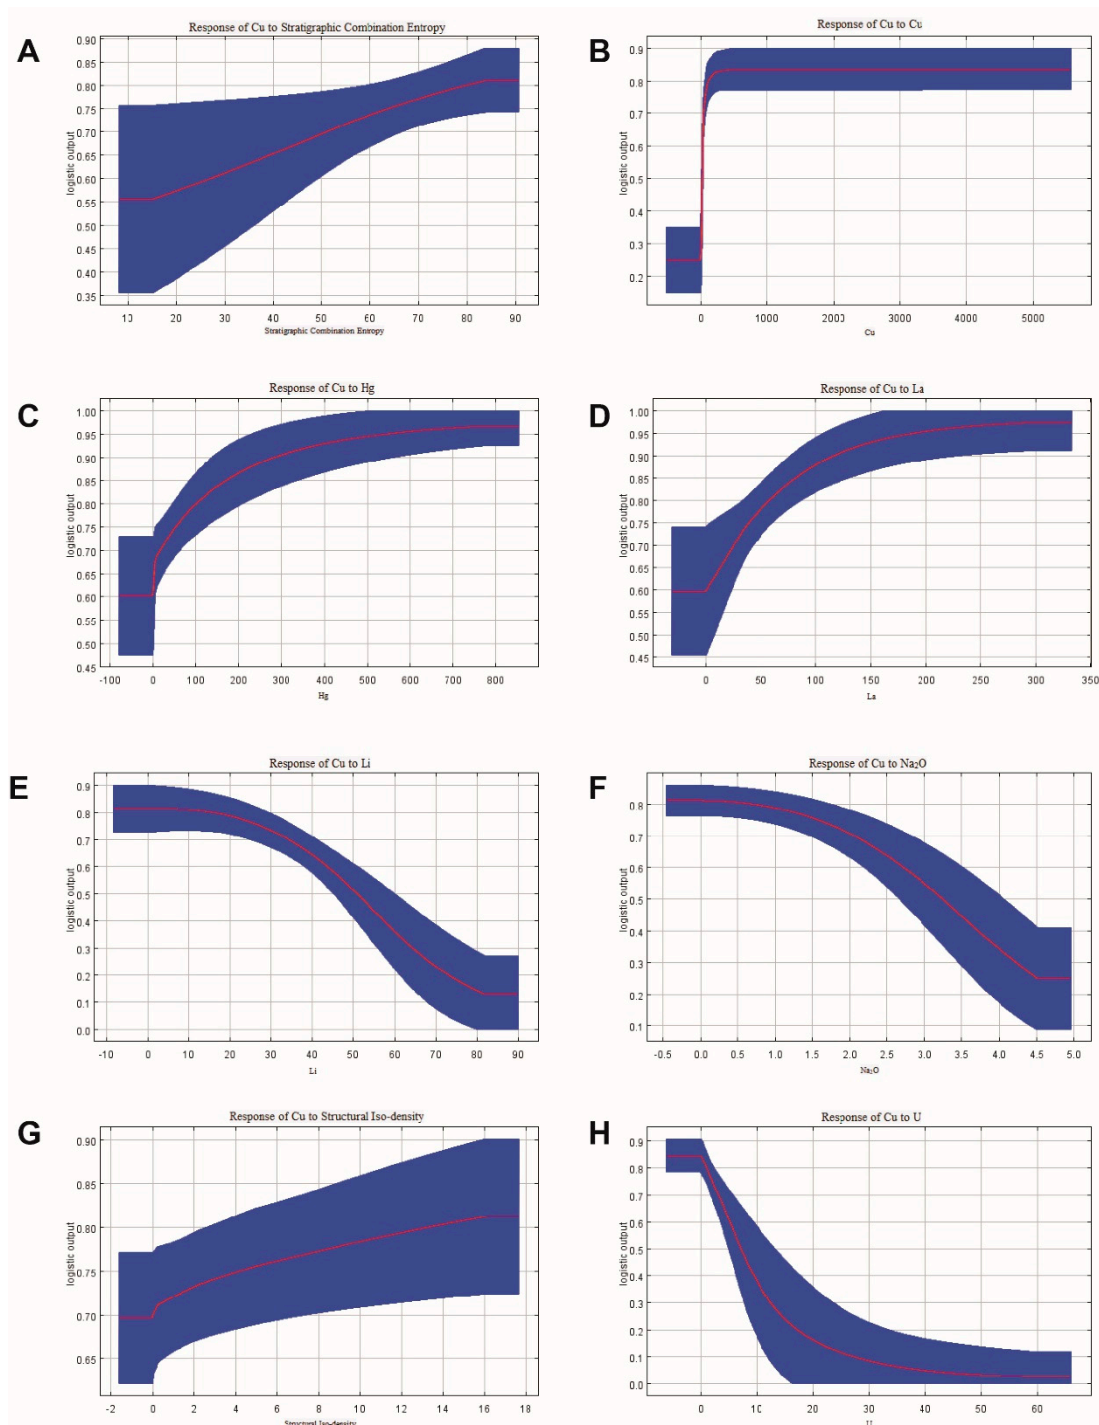 A
Response of Cu to Stratigraphic Combination Entropy
0.90
0.85
0.80
0.75
0.70
0.65
0.60
0.55
0.50
0.45
0.40
0.35
logistic output
10 20 30 40 50 60 70 80 90
Stratigraphic Combination Entropy
B
Response of Cu to Cu
0.9
0.8
0.7
0.6
0.5
0.4
0.3
0.2
logistic output
0 1000 2000 3000 4000 5000
Cu
C
Response of Cu to Hg
1.00
0.95
0.90
0.85
0.80
0.75
0.70
0.65
0.60
0.55
0.50
0.45
logistic output
-100 0 100 200 300 400 500 600 700 800
Hg
D
Response of Cu to La
1.00
0.95
0.90
0.85
0.80
0.75
0.70
0.65
0.60
0.55
0.50
0.45
logistic output
0 50 100 150 200 250 300 350
La
E
Response of Cu to Li
0.9
0.8
0.7
0.6
0.5
0.4
0.3
0.2
0.1
0.0
logistic output
-10 0 10 20 30 40 50 60 70 80 90
Li
F
Response of Cu to Na₂O
0.8
0.7
0.6
0.5
0.4
0.3
0.2
0.1
logistic output
-0.5 0.0 0.5 1.0 1.5 2.0 2.5 3.0 3.5 4.0 4.5 5.0
Na₂O
G
Response of Cu to Structural Iso-density
0.90
0.85
0.80
0.75
0.70
0.65
logistic output
-2 0 2 4 6 8 10 12 14 16 18
Structural Iso-density
H
Response of Cu to U
0.9
0.8
0.7
0.6
0.5
0.4
0.3
0.2
0.1
0.0
logistic output
0 10 20 30 40 50 60
U